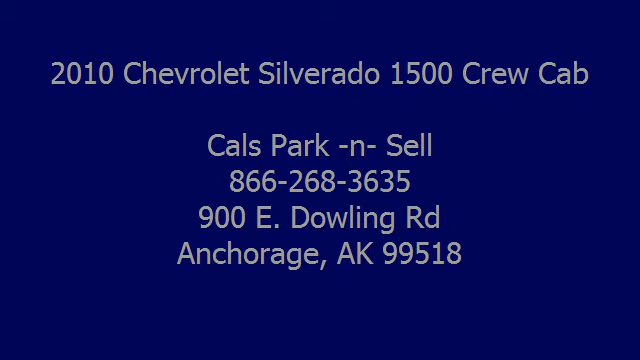 2010 Chevrolet Silverado 1500 Crew Cab
Cals Park -n- Sell
866-268-3635
900 E. Dowling Rd
Anchorage, AK 99518